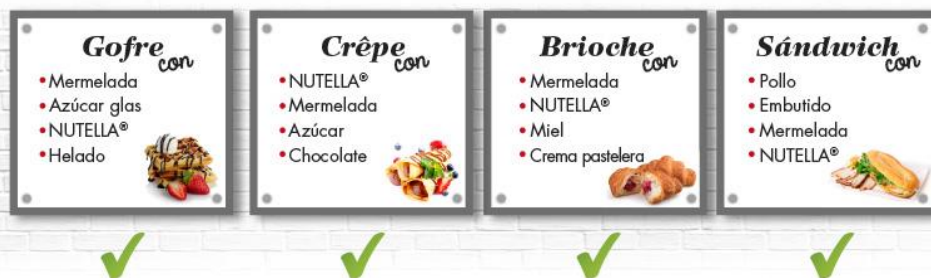 Gofre
con
• Mermelada
• Azúcar glas
• NUTELLA®
• Helado
Crêpe
con
• NUTELLA®
• Mermelada
• Azúcar
• Chocolate
Brioche
con
• Mermelada
• NUTELLA®
• Miel
• Crema pastelera
Sándwich
con
• Pollo
• Embutido
• Mermelada
• NUTELLA®